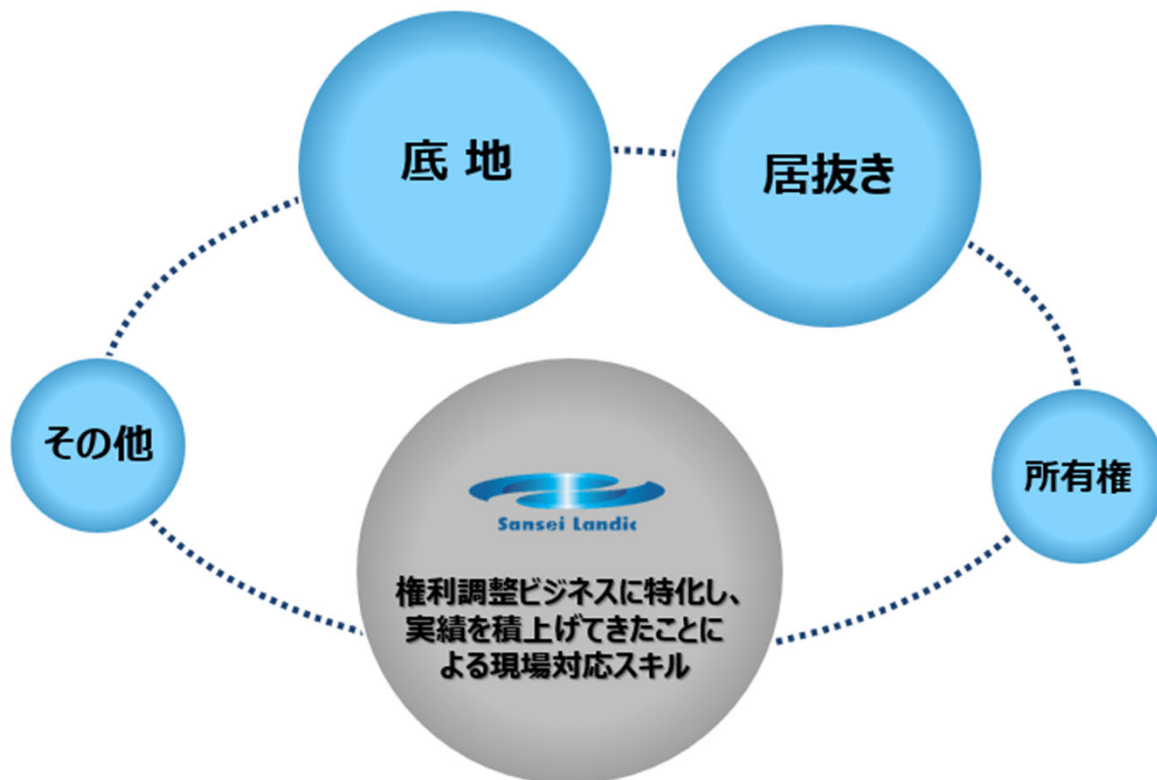 底 地
居抜き
その他
所有権
Sansei Landic
権利調整ビジネスに特化し、
実績を積上げてきたことに
よる現場対応スキル